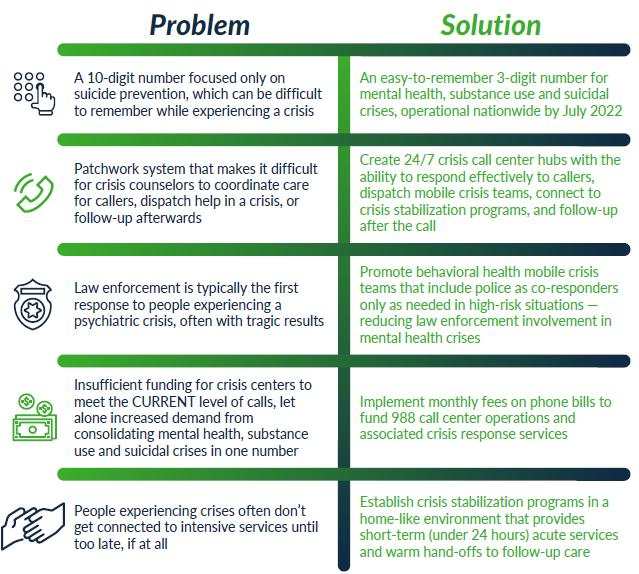 Problem
Solution
A 10-digit number focused only on
suicide prevention, which can be difficult
to remember while experiencing a crisis
An easy-to-remember 3-digit number for
mental health, substance use and suicidal
crises, operational nationwide by July 2022
Patchwork system that makes it difficult
for crisis counselors to coordinate care
for callers, dispatch help in a crisis, or
follow-up afterwards
Create 24/7 crisis call center hubs with the
ability to respond effectively to callers,
dispatch mobile crisis teams, connect to
crisis stabilization programs, and follow-up
after the call
Law enforcement is typically the first
response to people experiencing a
psychiatric crisis, often with tragic results
Promote behavioral health mobile crisis
teams that include police as co-responders
only as needed in high-risk situations —
reducing law enforcement involvement in
mental health crises
Insufficient funding for crisis centers to
meet the CURRENT level of calls, let
alone increased demand from
consolidating mental health, substance
use and suicidal crises in one number
Implement monthly fees on phone bills to
fund 988 call center operations and
associated crisis response services
People experiencing crises often don't
get connected to intensive services until
too late, if at all
Establish crisis stabilization programs in a
home-like environment that provides
short-term (under 24 hours) acute services
and warm hand-offs to follow-up care